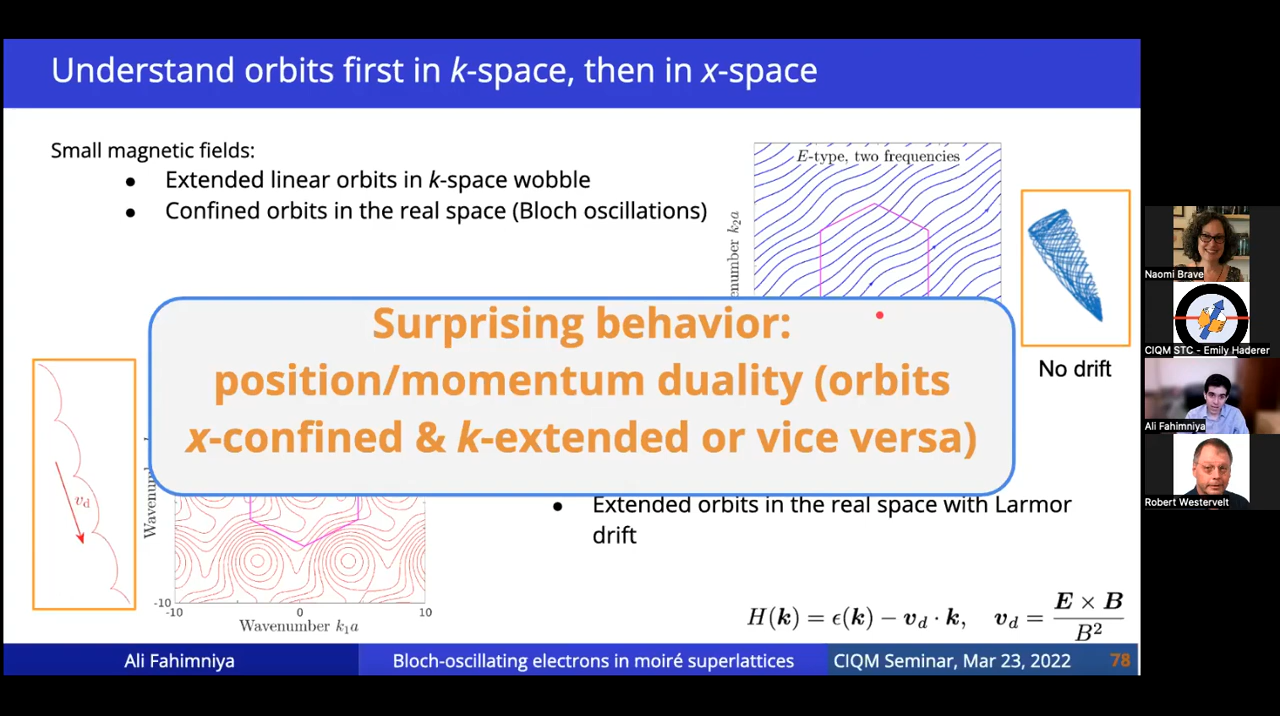 Understand orbits first in k-space, then in x-space
Small magnetic fields:
● Extended linear orbits in k-space wobble
● Confined orbits in the real space (Bloch oscillations)
E-type, two frequencies
k₂a
No drift
Surprising behavior:
position/momentum duality (orbits
x-confined & k-extended or vice versa)
v_d
● Extended orbits in the real space with Larmor
drift
-10
-10 0 10
Wavenumber k₁a
H(k) = ϵ(k) − v_d · k, v_d = E × B / B²
Ali Fahimniya
Bloch-oscillating electrons in moiré superlattices
CIQM Seminar, Mar 23, 2022
78
Naomi Brave
CIQM STC - Emily Haderer
Ali Fahimniya
Robert Westervelt